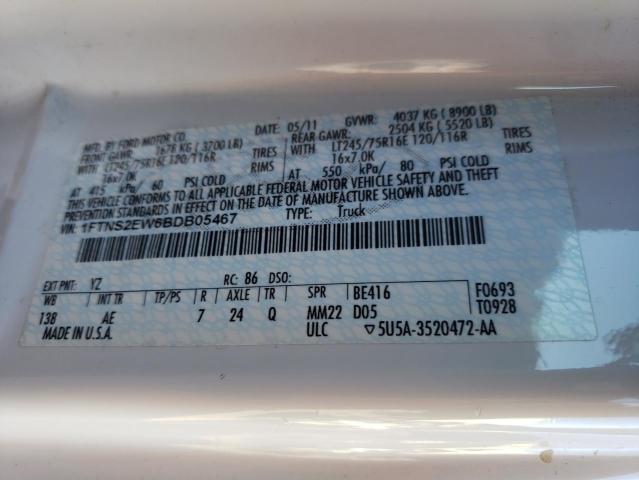 MFD. BY FORD MOTOR CO. DATE: 05/11 GVWR: 4037 KG ( 8900 LB)
FRONT GAWR: 1678 KG ( 3700 LB) REAR GAWR: 2504 KG ( 5520 LB)
WITH LT245/75R16E 120/116R TIRES WITH LT245/75R16E 120/116R TIRES
16x7.0K RIMS 16x7.0K RIMS
AT 415 kPa/ 60 PSI COLD AT 550 kPa/ 80 PSI COLD
THIS VEHICLE CONFORMS TO ALL APPLICABLE FEDERAL MOTOR VEHICLE SAFETY AND THEFT
PREVENTION STANDARDS IN EFFECT ON THE DATE OF MANUFACTURE SHOWN ABOVE.
VIN: 1FTNS2EW6BDB05467 TYPE: Truck
EXT PNT: YZ RC: 86 DSO:
WB INT TR TP/PS R AXLE TR SPR BE416 F0693
138 AE 7 24 Q MM22 D05 T0928
MADE IN U.S.A. ULC ▽5U5A-3520472-AA